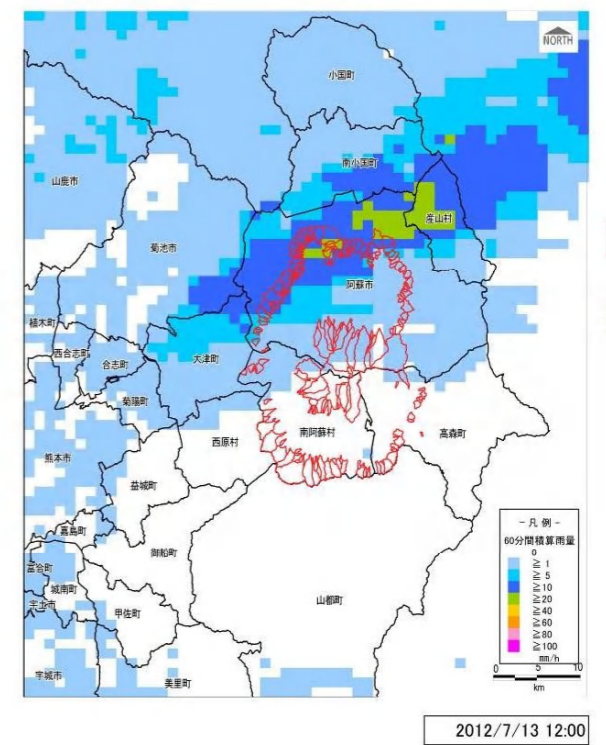 NORTH
小国町
南小国町
山鹿市
産山村
菊池市
阿蘇市
植木町
西合志町
合志町
大津町
菊陽町
南阿蘇村
高森町
西原村
熊本市
益城町
嘉島町
御船町
富合町
城南町
宇土市
甲佐町
山都町
宇城市
美里町
- 凡 例 -
60分間積算雨量
0
≧ 1
≧ 5
≧ 10
≧ 20
≧ 40
≧ 60
≧ 80
≧ 100
mm/h
0 5 10
km
2012/7/13 12:00